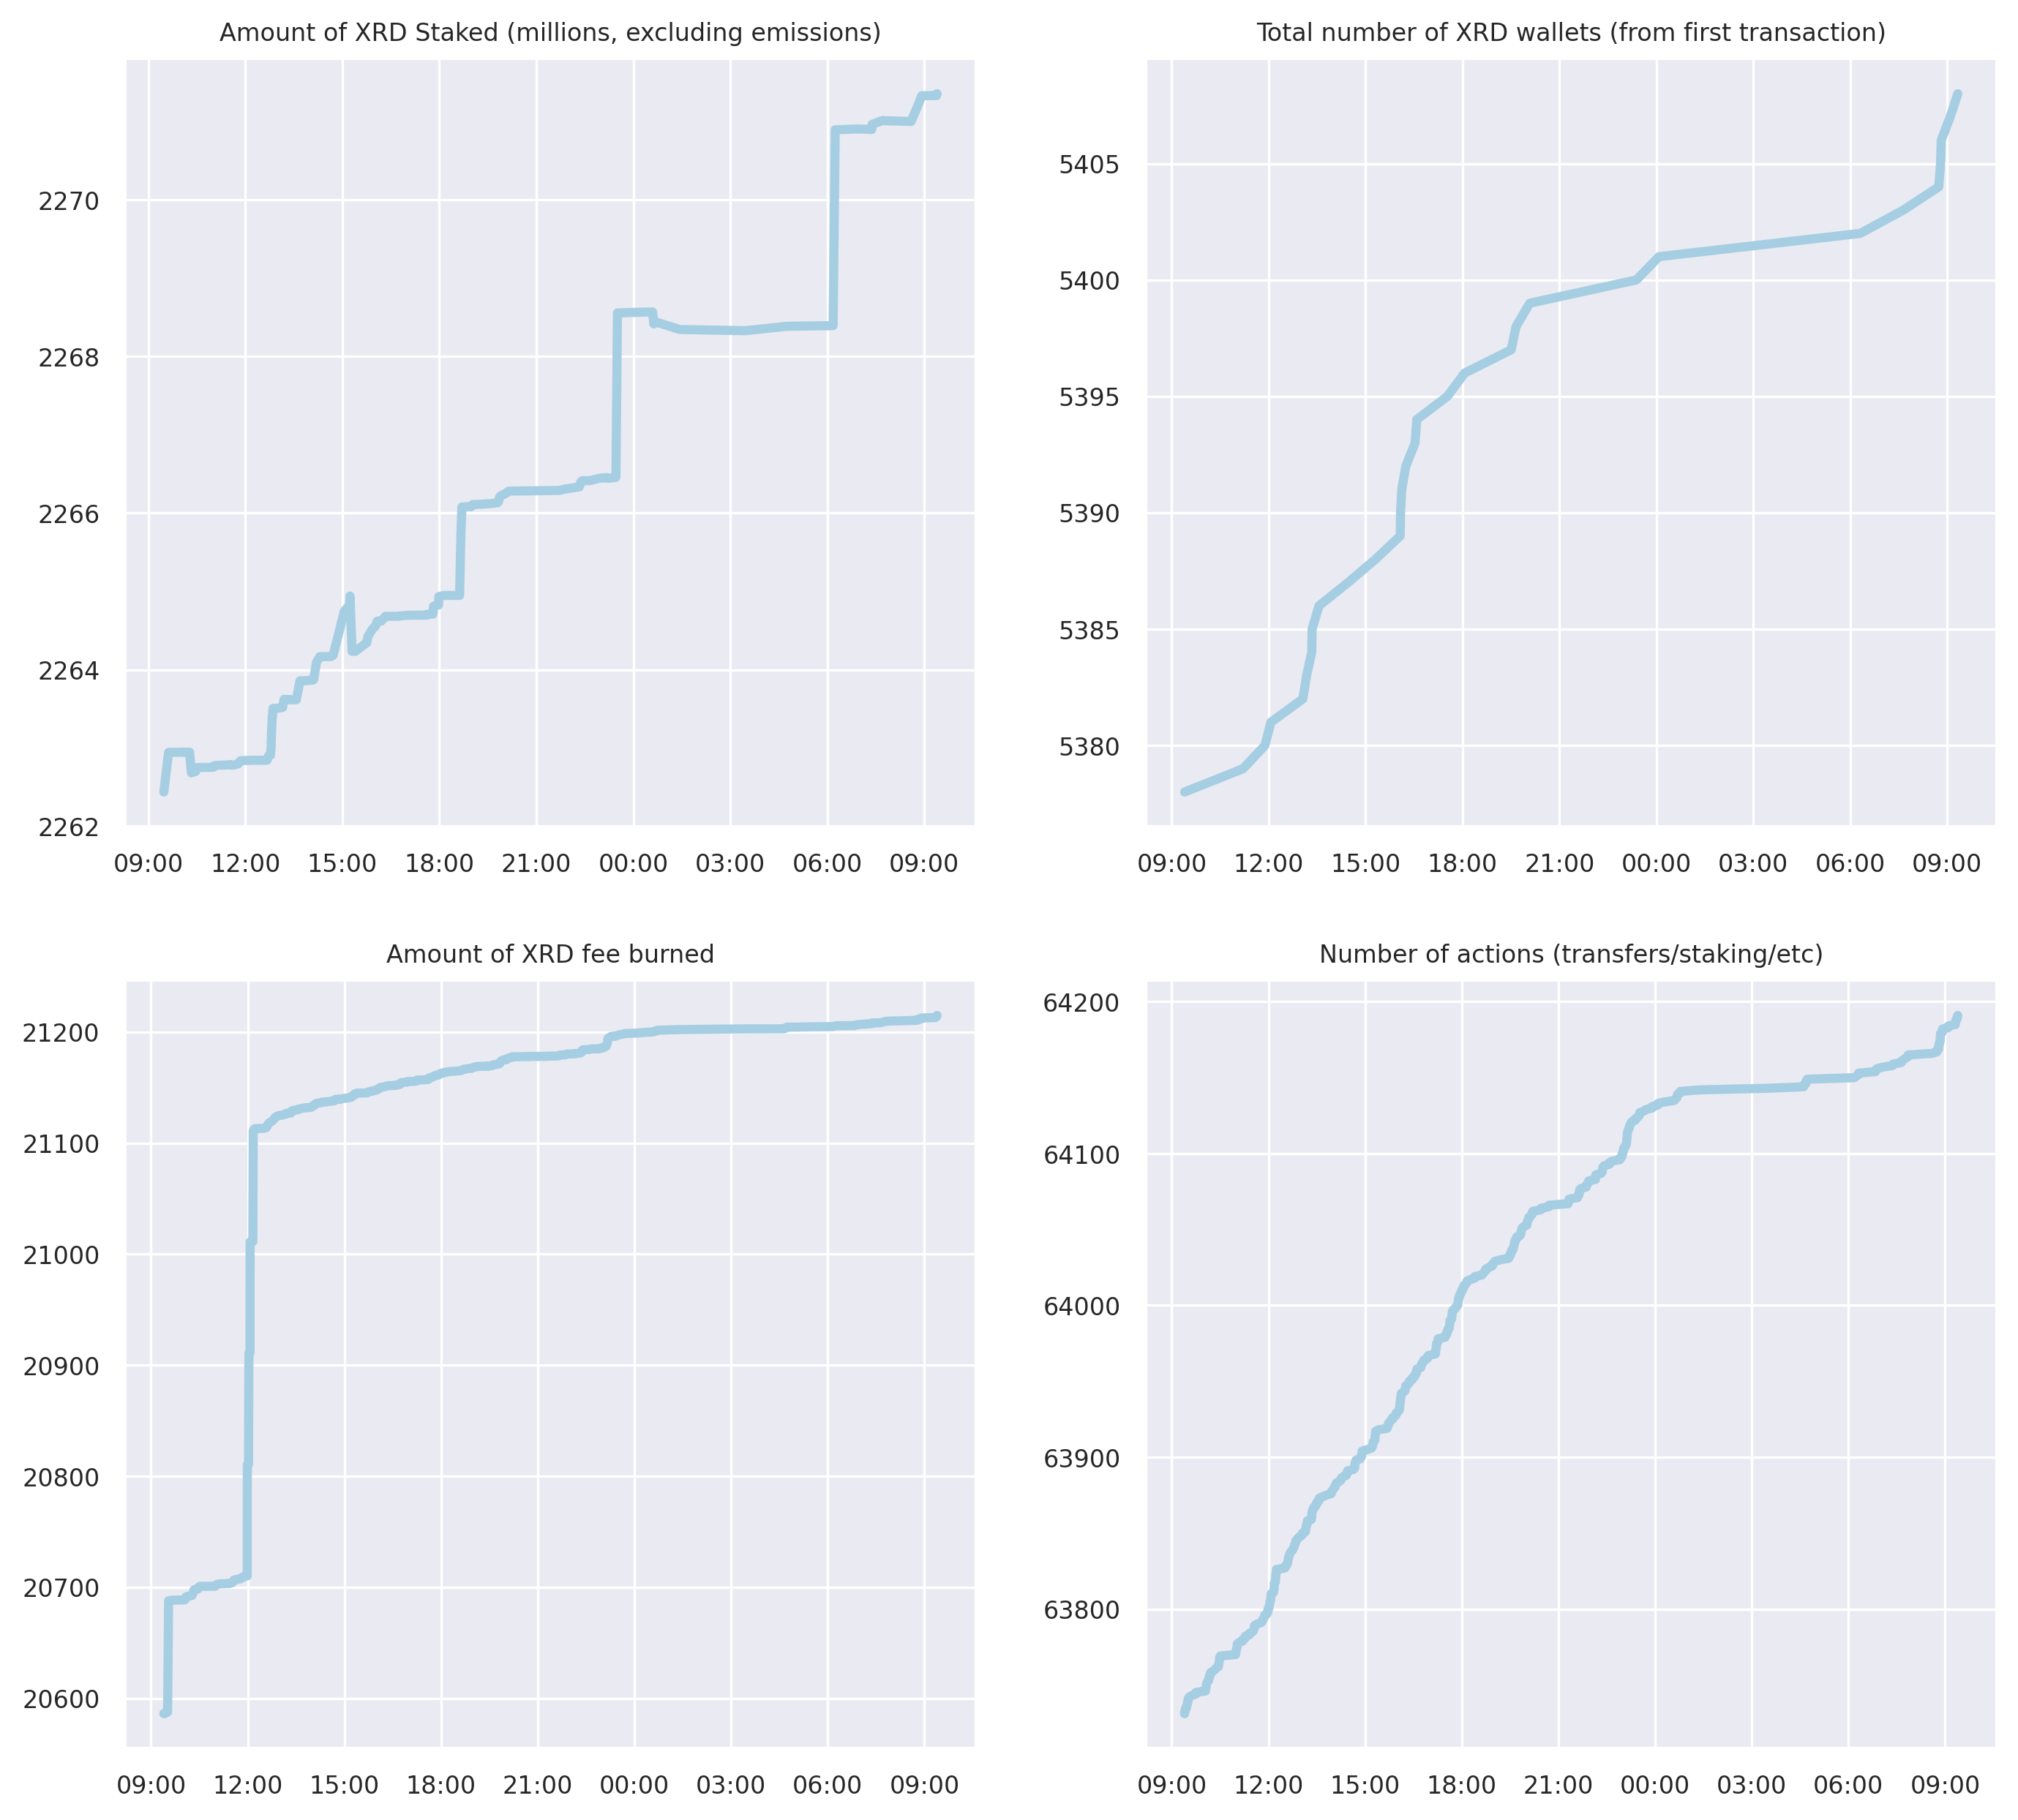 Amount of XRD Staked (millions, excluding emissions)
2270
2268
2266
2264
2262
09:00 12:00 15:00 18:00 21:00 00:00 03:00 06:00 09:00
Total number of XRD wallets (from first transaction)
5405
5400
5395
5390
5385
5380
09:00 12:00 15:00 18:00 21:00 00:00 03:00 06:00 09:00
Amount of XRD fee burned
21200
21100
21000
20900
20800
20700
20600
09:00 12:00 15:00 18:00 21:00 00:00 03:00 06:00 09:00
Number of actions (transfers/staking/etc)
64200
64100
64000
63900
63800
09:00 12:00 15:00 18:00 21:00 00:00 03:00 06:00 09:00